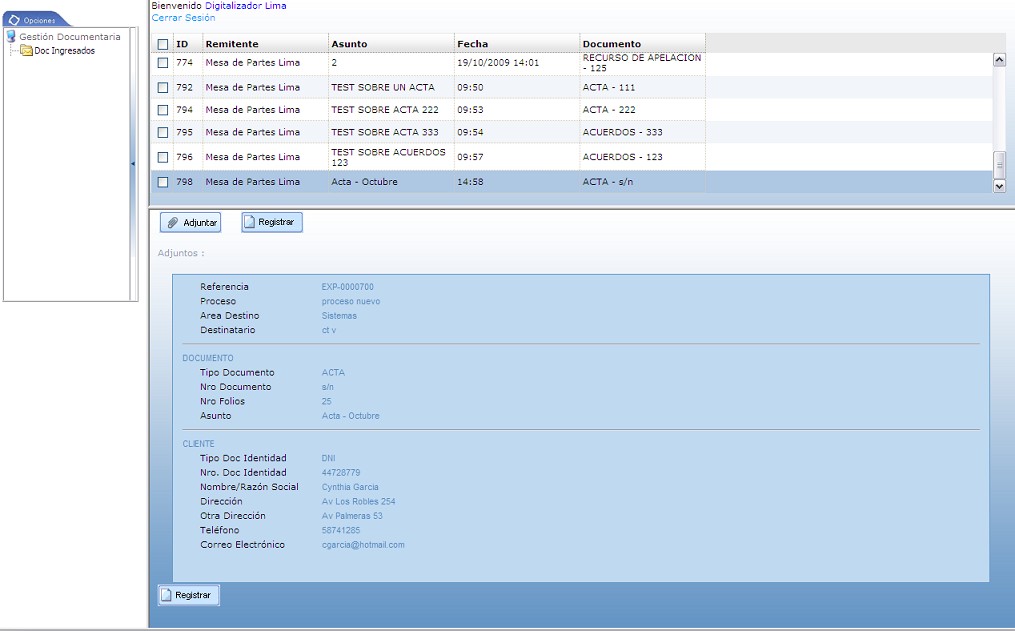 Bienvenido Digitalizador Lima
Cerrar Sesión
Opciones
Gestión Documentaria
Doc Ingresados
ID Remitente Asunto Fecha Documento
774 Mesa de Partes Lima 2 19/10/2009 14:01 RECURSO DE APELACION - 125
792 Mesa de Partes Lima TEST SOBRE UN ACTA 09:50 ACTA - 111
794 Mesa de Partes Lima TEST SOBRE ACTA 222 09:53 ACTA - 222
795 Mesa de Partes Lima TEST SOBRE ACTA 333 09:54 ACUERDOS - 333
796 Mesa de Partes Lima TEST SOBRE ACUERDOS 123 09:57 ACUERDOS - 123
798 Mesa de Partes Lima Acta - Octubre 14:58 ACTA - s/n
Adjuntar Registrar
Adjuntos :
Referencia EXP-0000700
Proceso proceso nuevo
Area Destino Sistemas
Destinatario ct v
DOCUMENTO
Tipo Documento ACTA
Nro Documento s/n
Nro Folios 25
Asunto Acta - Octubre
CLIENTE
Tipo Doc Identidad DNI
Nro. Doc Identidad 44728779
Nombre/Razón Social Cynthia Garcia
Dirección Av Los Robles 254
Otra Dirección Av Palmeras 53
Teléfono 58741285
Correo Electrónico cgarcia@hotmail.com
Registrar